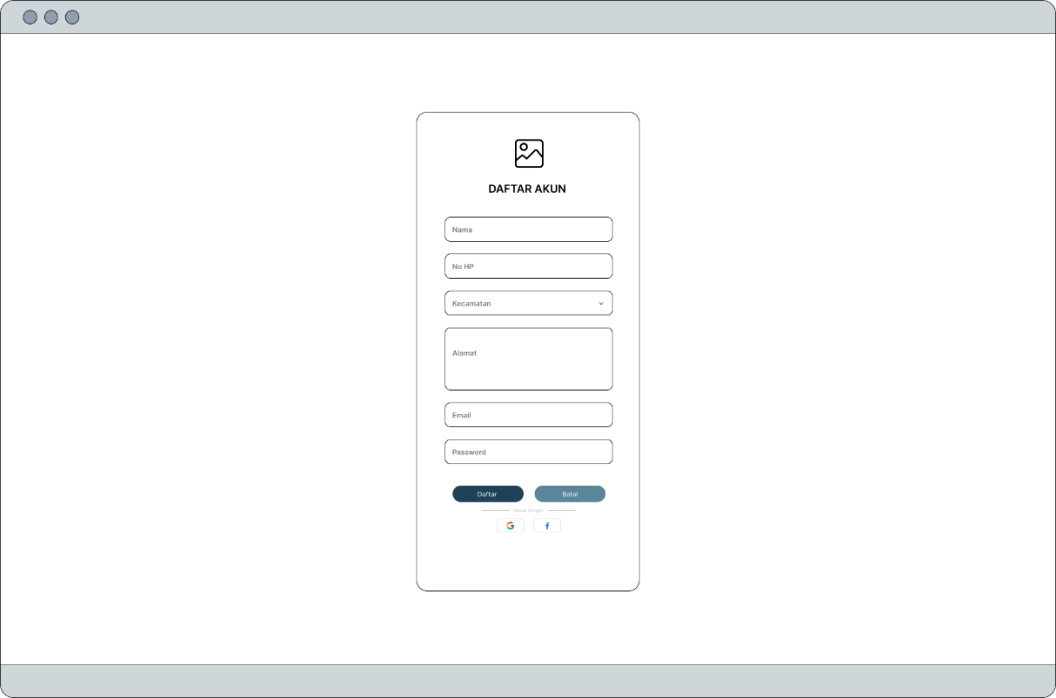 DAFTAR AKUN
Nama
No HP
Kecamatan
Alamat
Email
Password
Daftar Batal